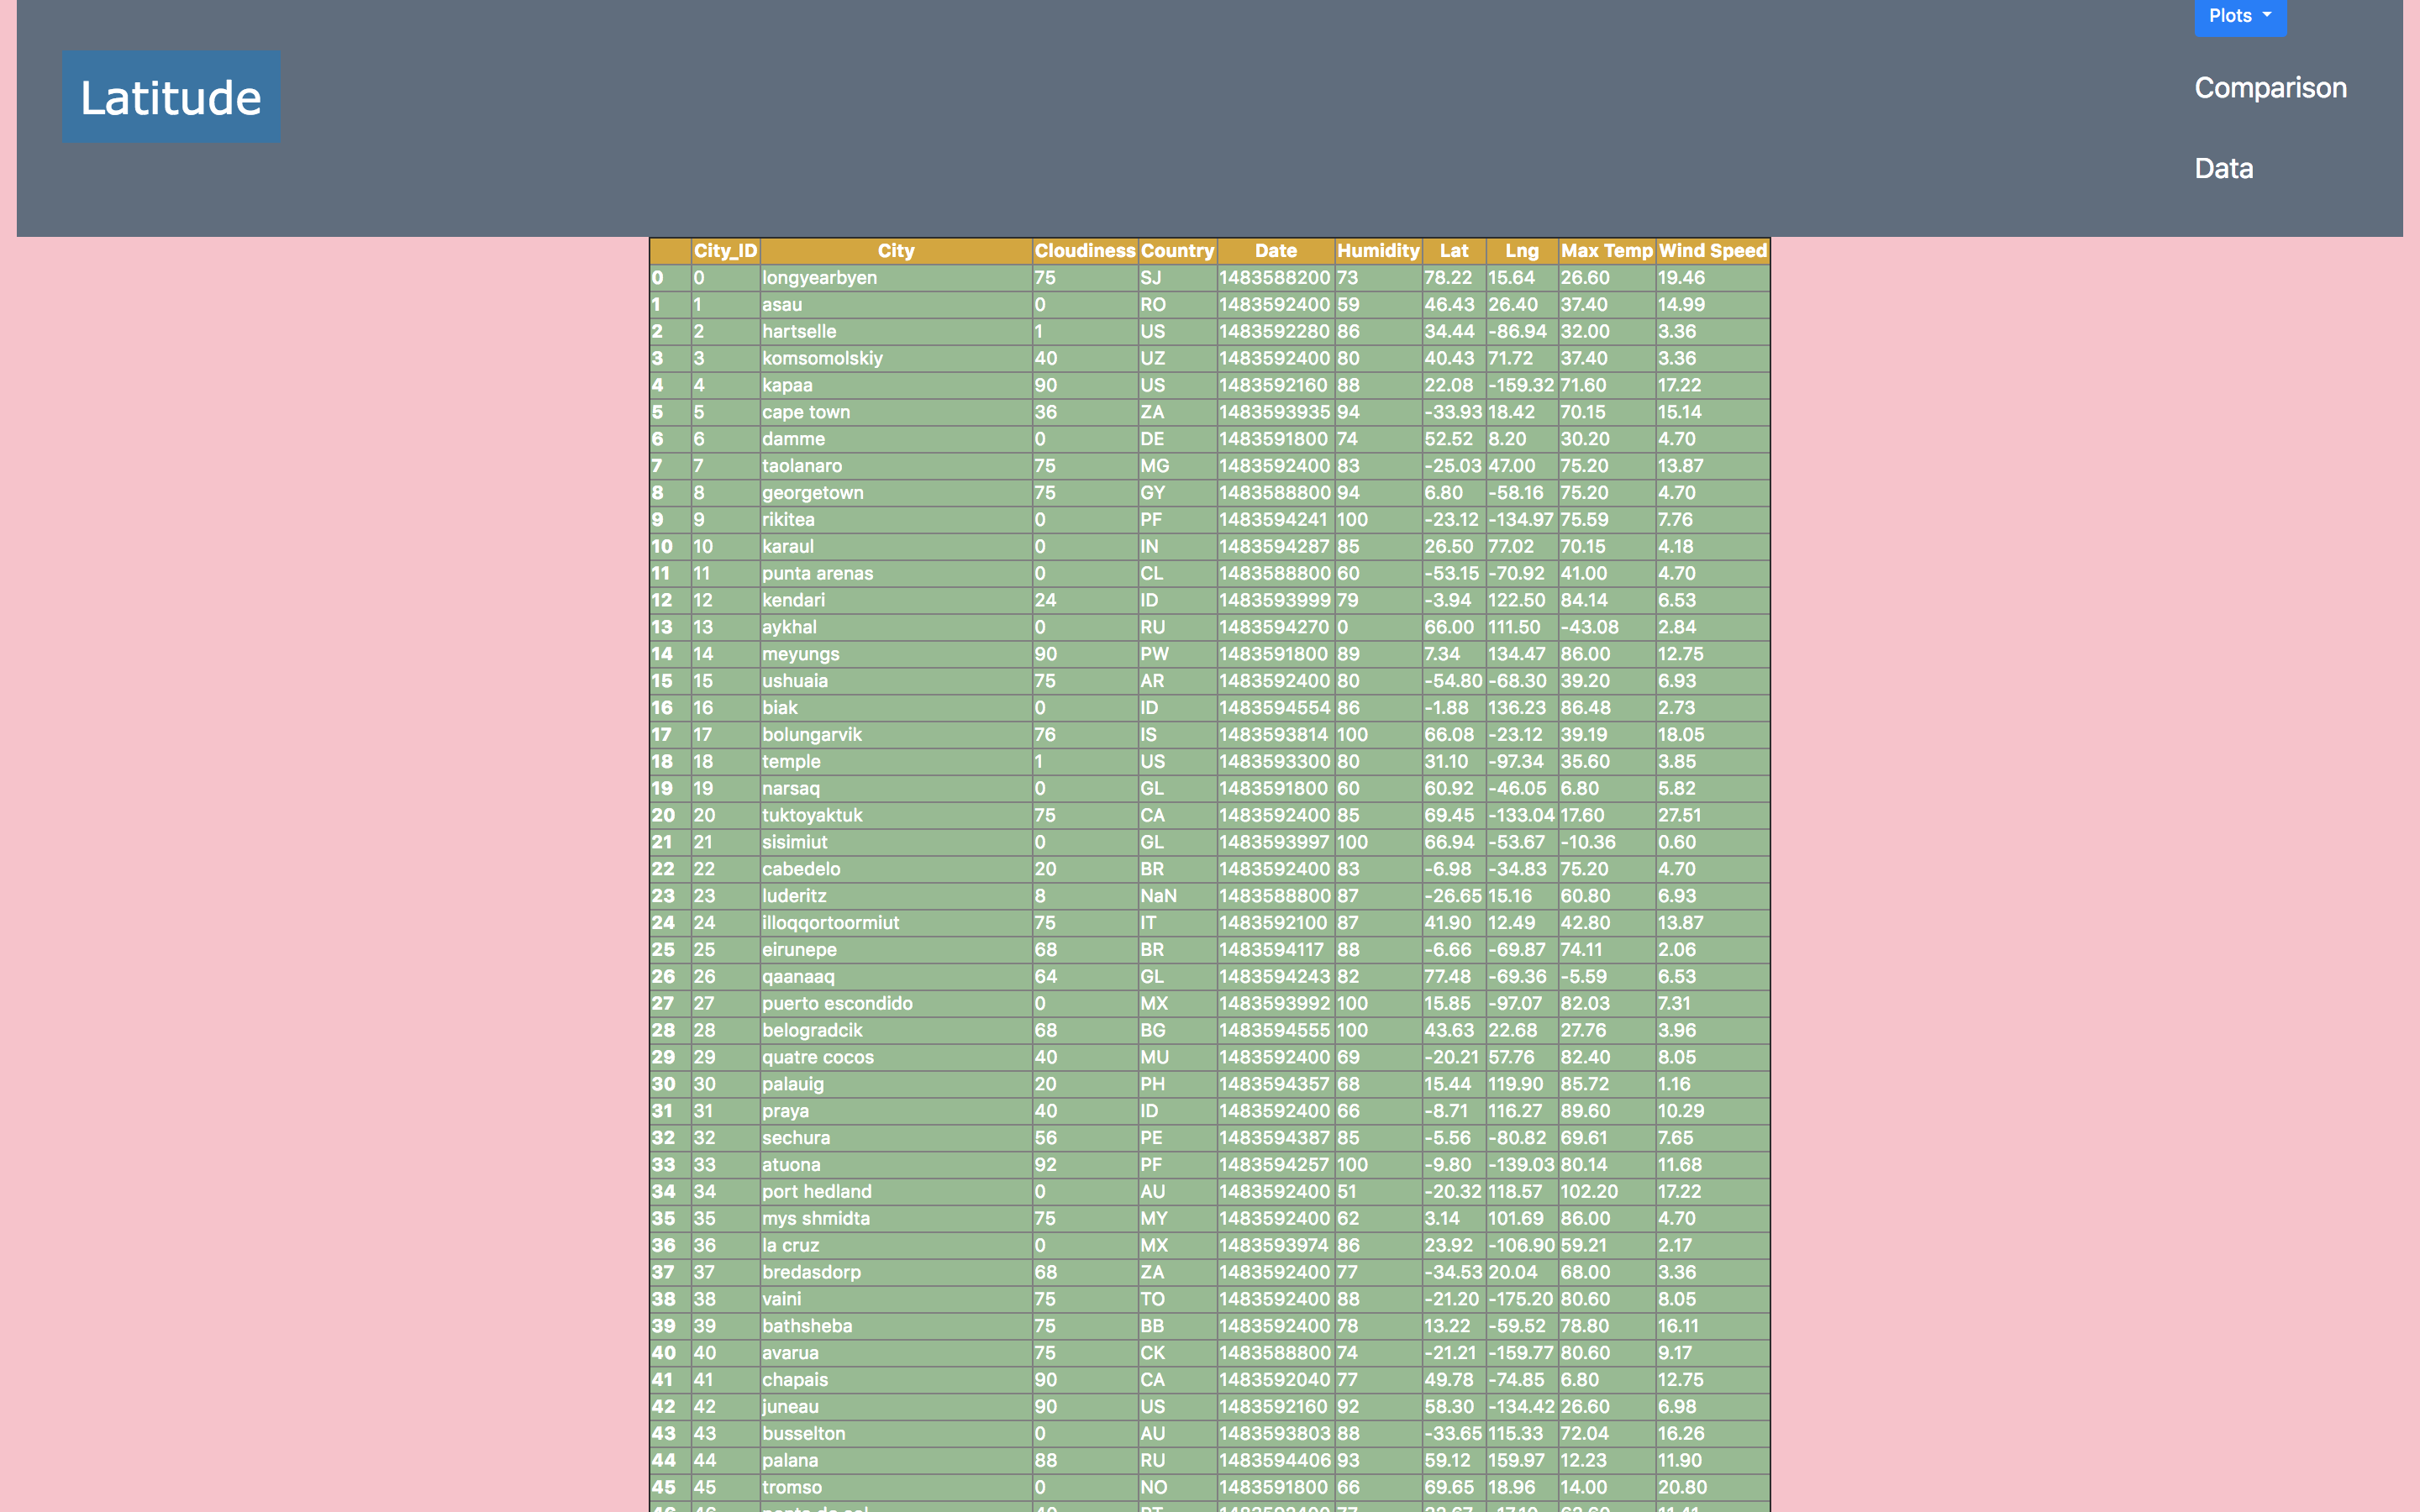 Plots
Latitude
Comparison
Data
City_ID City Cloudiness Country Date Humidity Lat Lng Max Temp Wind Speed
0 0 longyearbyen 75 SJ 1483588200 73 78.22 15.64 26.60 19.46
1 1 asau 0 RO 1483592400 59 46.43 26.40 37.40 14.99
2 2 hartselle 1 US 1483592280 86 34.44 -86.94 32.00 3.36
3 3 komsomolskiy 40 UZ 1483592400 80 40.43 71.72 37.40 3.36
4 4 kapaa 90 US 1483592160 88 22.08 -159.32 71.60 17.22
5 5 cape town 36 ZA 1483593935 94 -33.93 18.42 70.15 15.14
6 6 damme 0 DE 1483591800 74 52.52 8.20 30.20 4.70
7 7 taolanaro 75 MG 1483592400 83 -25.03 47.00 75.20 13.87
8 8 georgetown 75 GY 1483588800 94 6.80 -58.16 75.20 4.70
9 9 rikitea 0 PF 1483594241 100 -23.12 -134.97 75.59 7.76
10 10 karaul 0 IN 1483594287 85 26.50 77.02 70.15 4.18
11 11 punta arenas 0 CL 1483588800 60 -53.15 -70.92 41.00 4.70
12 12 kendari 24 ID 1483593999 79 -3.94 122.50 84.14 6.53
13 13 aykhal 0 RU 1483594270 0 66.00 111.50 -43.08 2.84
14 14 meyungs 90 PW 1483591800 89 7.34 134.47 86.00 12.75
15 15 ushuaia 75 AR 1483592400 80 -54.80 -68.30 39.20 6.93
16 16 biak 0 ID 1483594554 86 -1.88 136.23 86.48 2.73
17 17 bolungarvik 76 IS 1483593814 100 66.08 -23.12 39.19 18.05
18 18 temple 1 US 1483593300 80 31.10 -97.34 35.60 3.85
19 19 narsaq 0 GL 1483591800 60 60.92 -46.05 6.80 5.82
20 20 tuktoyaktuk 75 CA 1483592400 85 69.45 -133.04 17.60 27.51
21 21 sisimiut 0 GL 1483593997 100 66.94 -53.67 -10.36 0.60
22 22 cabedelo 20 BR 1483592400 83 -6.98 -34.83 75.20 4.70
23 23 luderitz 8 NaN 1483588800 87 -26.65 15.16 60.80 6.93
24 24 illoqqortoormiut 75 IT 1483592100 87 41.90 12.49 42.80 13.87
25 25 eirunepe 68 BR 1483594117 88 -6.66 -69.87 74.11 2.06
26 26 qaanaaq 64 GL 1483594243 82 77.48 -69.36 -5.59 6.53
27 27 puerto escondido 0 MX 1483593992 100 15.85 -97.07 82.03 7.31
28 28 belogradcik 68 BG 1483594555 100 43.63 22.68 27.76 3.96
29 29 quatre cocos 40 MU 1483592400 69 -20.21 57.76 82.40 8.05
30 30 palauig 20 PH 1483594357 68 15.44 119.90 85.72 1.16
31 31 praya 40 ID 1483592400 66 -8.71 116.27 89.60 10.29
32 32 sechura 56 PE 1483594387 85 -5.56 -80.82 69.61 7.65
33 33 atuona 92 PF 1483594257 100 -9.80 -139.03 80.14 11.68
34 34 port hedland 0 AU 1483592400 51 -20.32 118.57 102.20 17.22
35 35 mys shmidta 75 MY 1483592400 62 3.14 101.69 86.00 4.70
36 36 la cruz 0 MX 1483593974 86 23.92 -106.90 59.21 2.17
37 37 bredasdorp 68 ZA 1483592400 77 -34.53 20.04 68.00 3.36
38 38 vaini 75 TO 1483592400 88 -21.20 -175.20 80.60 8.05
39 39 bathsheba 75 BB 1483592400 78 13.22 -59.52 78.80 16.11
40 40 avarua 75 CK 1483588800 74 -21.21 -159.77 80.60 9.17
41 41 chapais 90 CA 1483592040 77 49.78 -74.85 6.80 12.75
42 42 juneau 90 US 1483592160 92 58.30 -134.42 26.60 6.98
43 43 busselton 0 AU 1483593803 88 -33.65 115.33 72.04 16.26
44 44 palana 88 RU 1483594406 93 59.12 159.97 12.23 11.90
45 45 tromso 0 NO 1483591800 66 69.65 18.96 14.00 20.80